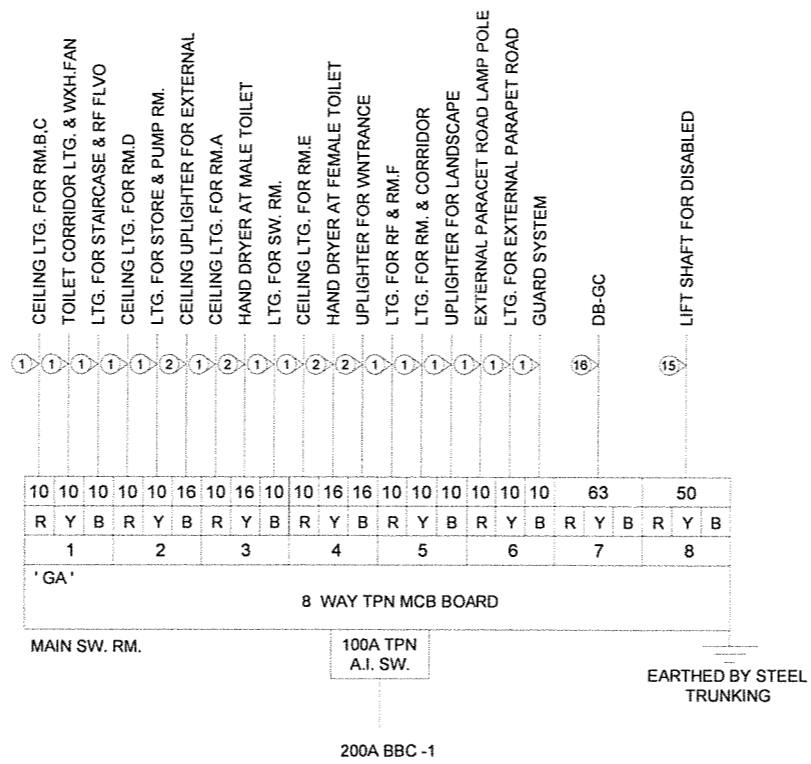 CEILING LTG. FOR RM.B,C
TOILET CORRIDOR LTG. & WXH.FAN
LTG. FOR STAIRCASE & RF FLVO
CEILING LTG. FOR RM.D
LTG. FOR STORE & PUMP RM.
CEILING UPLIGHTER FOR EXTERNAL
CEILING LTG. FOR RM.A
HAND DRYER AT MALE TOILET
LTG. FOR SW. RM.
CEILING LTG. FOR RM.E
HAND DRYER AT FEMALE TOILET
UPLIGHTER FOR WNTRANCE
LTG. FOR RF & RM.F
LTG. FOR RM. & CORRIDOR
UPLIGHTER FOR LANDSCAPE
EXTERNAL PARACET ROAD LAMP POLE
LTG. FOR EXTERNAL PARAPET ROAD
GUARD SYSTEM
DB-GC
LIFT SHAFT FOR DISABLED
1 1 1 1 1 2 1 2 1 1 2 2 1 1 1 1 1 1 16 15
10 10 10 10 10 16 10 16 10 10 16 16 10 10 10 10 10 10 63 50
R Y B R Y B R Y B R Y B R Y B R Y B R Y B R Y B
1 2 3 4 5 6 7 8
' GA '
8 WAY TPN MCB BOARD
MAIN SW. RM.
100A TPN
A.I. SW.
EARTHED BY STEEL
TRUNKING
200A BBC -1